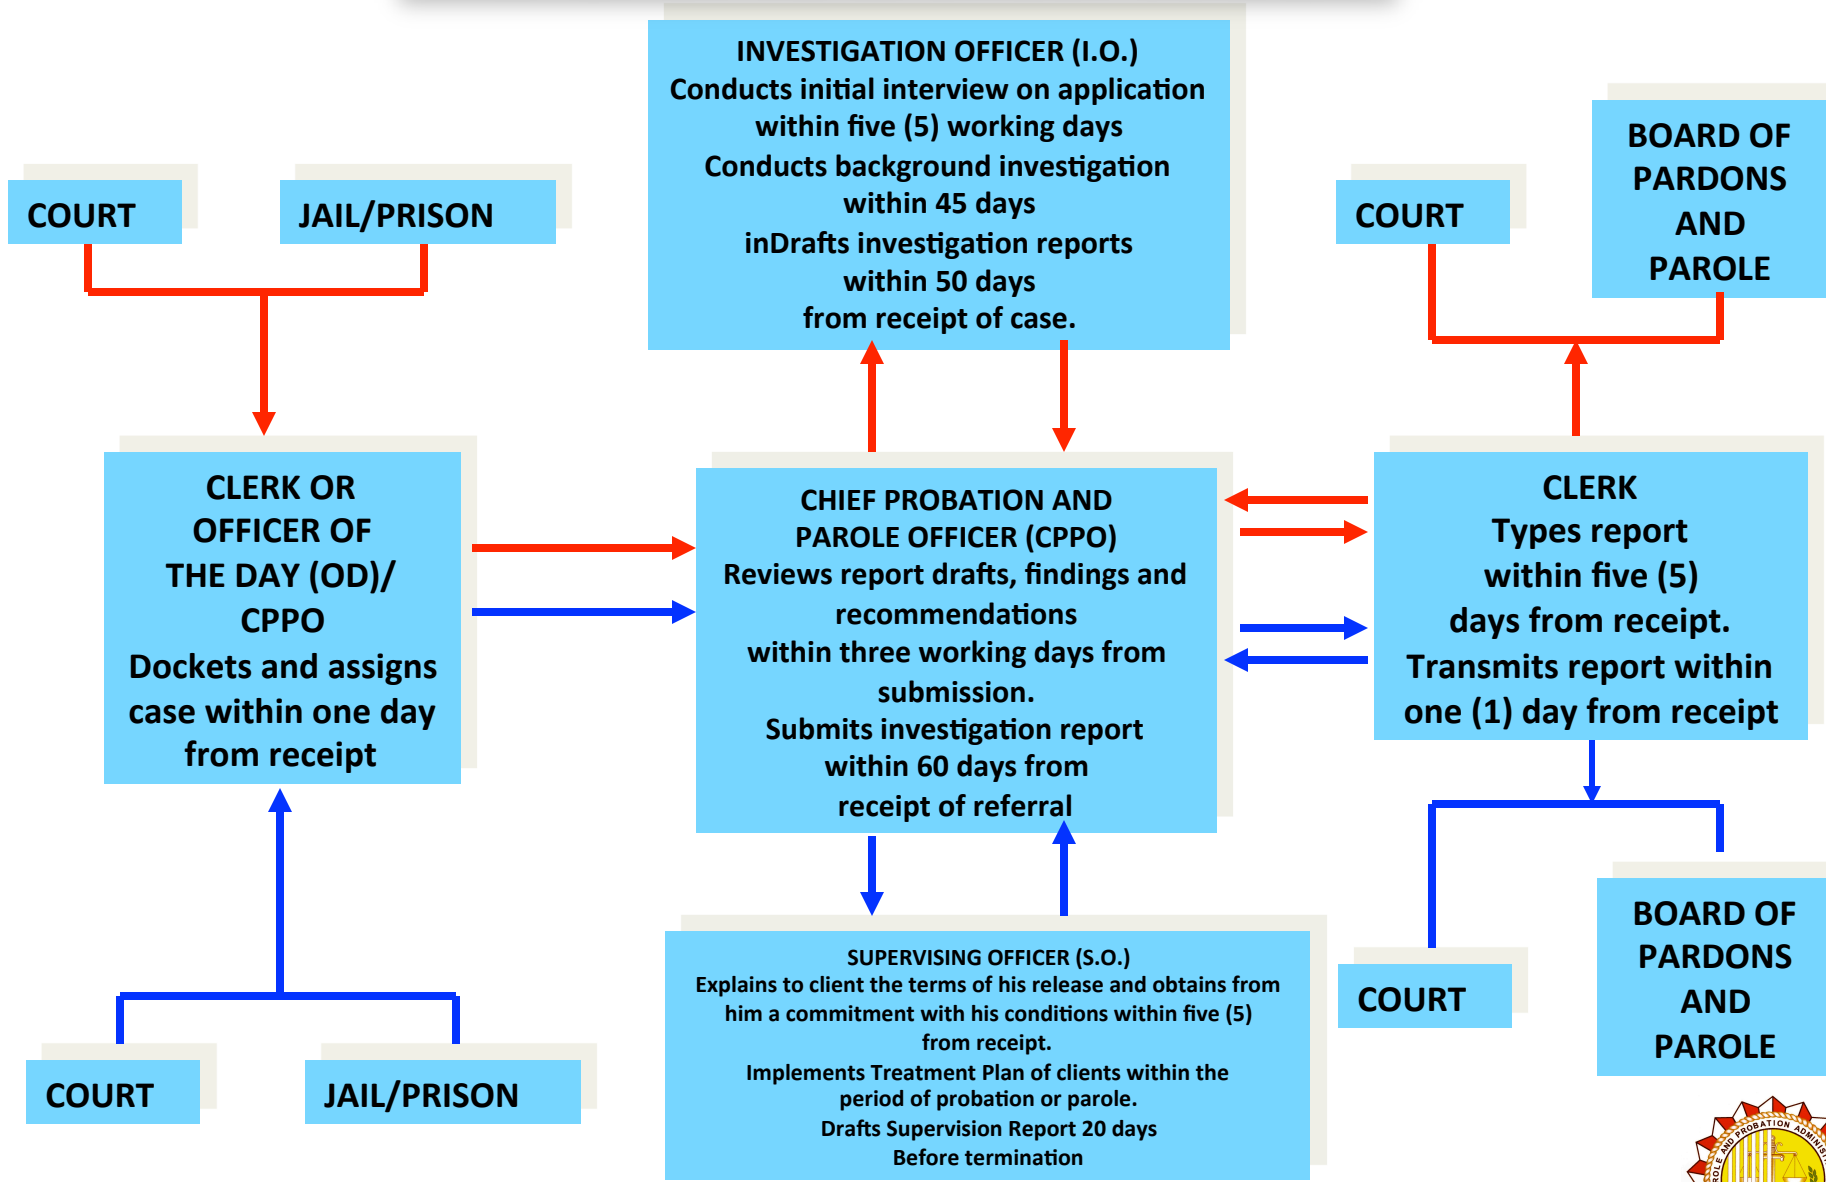 INVESTIGATION OFFICER (I.O.)
Conducts initial interview on application
within five (5) working days
Conducts background investigation
within 45 days
inDrafts investigation reports
within 50 days
from receipt of case.
COURT
JAIL/PRISON
COURT
BOARD OF
PARDONS
AND
PAROLE
CLERK OR
OFFICER OF
THE DAY (OD)/
CPPO
Dockets and assigns
case within one day
from receipt
CHIEF PROBATION AND
PAROLE OFFICER (CPPO)
Reviews report drafts, findings and
recommendations
within three working days from
submission.
Submits investigation report
within 60 days from
receipt of referral
CLERK
Types report
within five (5)
days from receipt.
Transmits report within
one (1) day from receipt
COURT
JAIL/PRISON
SUPERVISING OFFICER (S.O.)
Explains to client the terms of his release and obtains from
him a commitment with his conditions within five (5)
from receipt.
Implements Treatment Plan of clients within the
period of probation or parole.
Drafts Supervision Report 20 days
Before termination
COURT
BOARD OF
PARDONS
AND
PAROLE
AND PROBATION